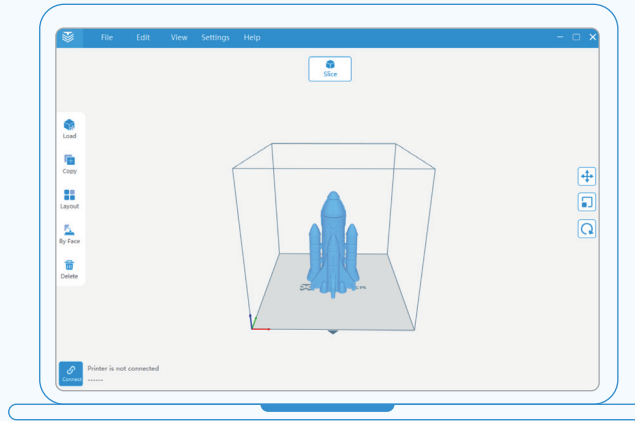 File Edit View Settings Help
Slice
Load
Copy
Layout
By Face
Delete
Connect
Printer is not connected
------